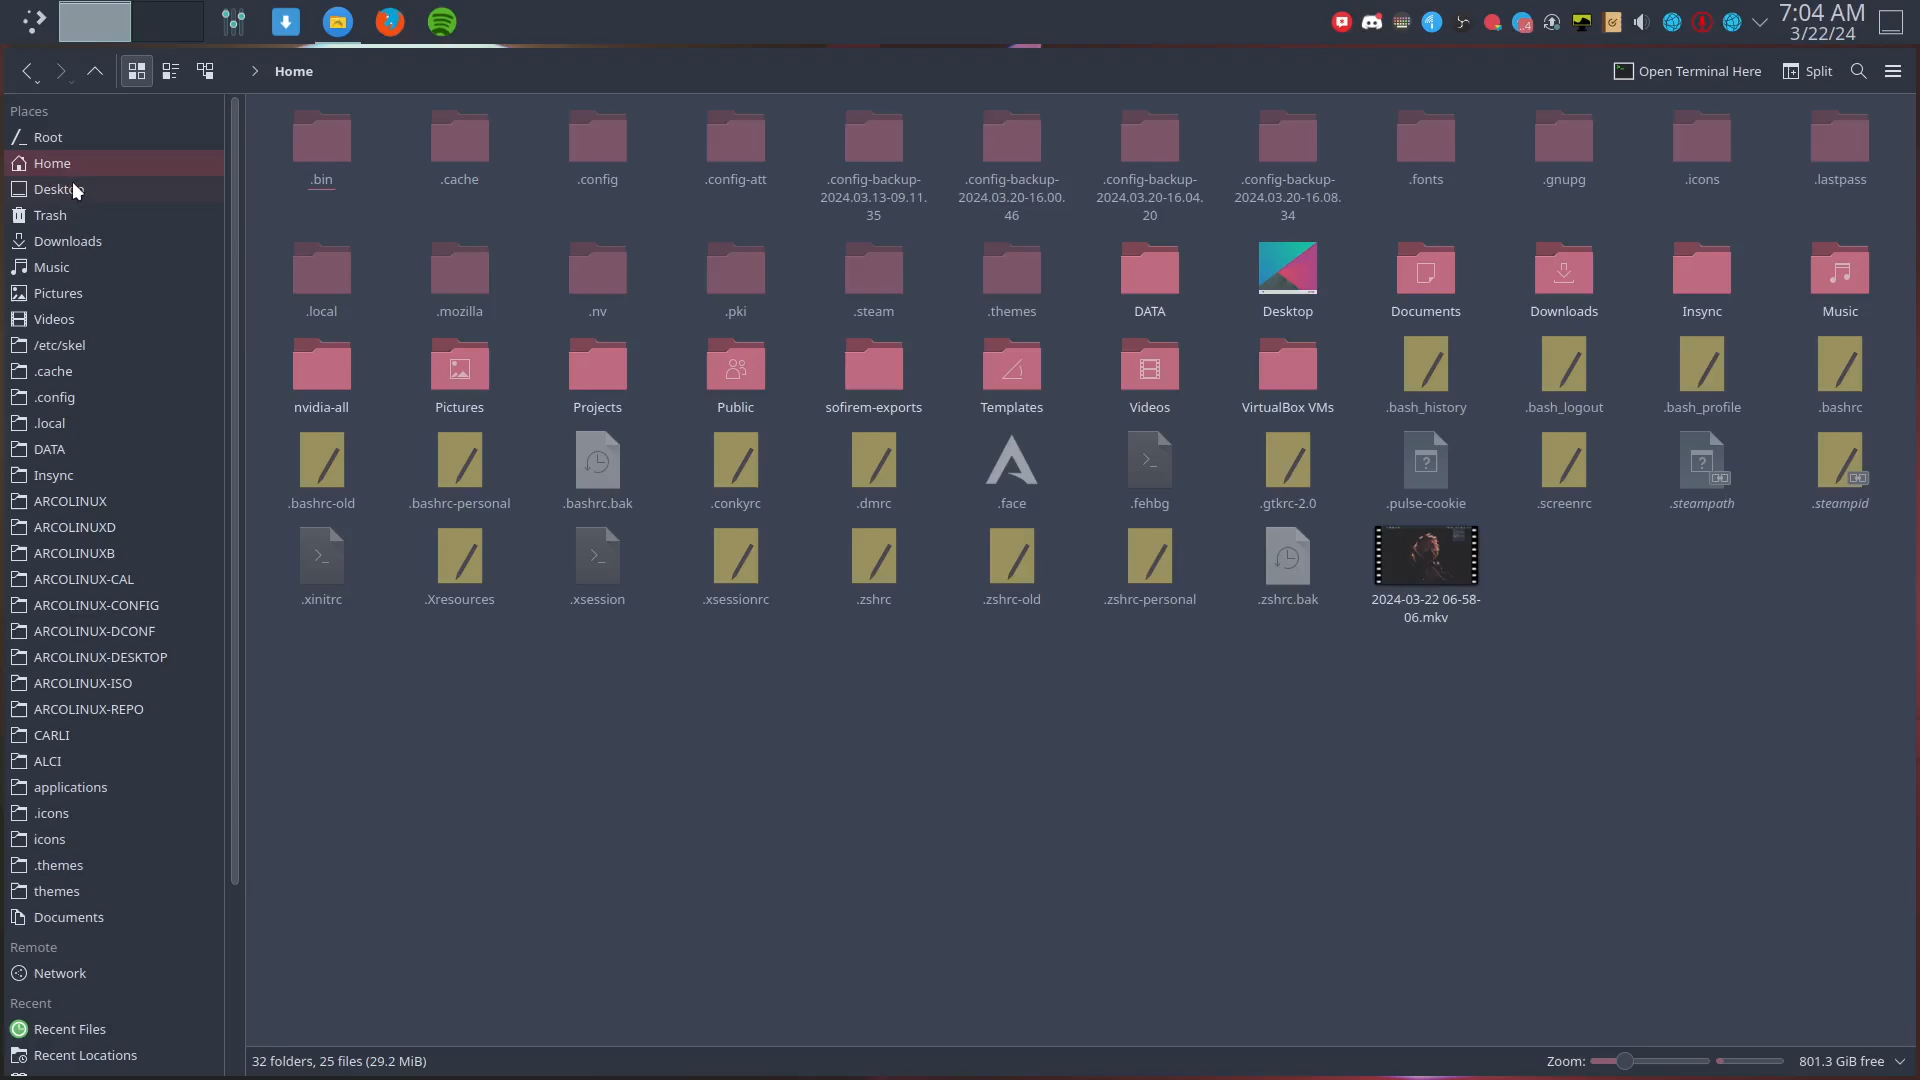 7:04 AM
3/22/24
Home
Open Terminal Here
Split
Places
Root
Home
Desktop
Trash
Downloads
Music
Pictures
Videos
/etc/skel
.cache
.config
.local
DATA
Insync
ARCOLINUX
ARCOLINUXD
ARCOLINUXB
ARCOLINUX-CAL
ARCOLINUX-CONFIG
ARCOLINUX-DCONF
ARCOLINUX-DESKTOP
ARCOLINUX-ISO
ARCOLINUX-REPO
CARLI
ALCI
applications
.icons
icons
.themes
themes
Documents
Remote
Network
Recent
Recent Files
Recent Locations
.bin
.cache
.config
.config-att
.config-backup-
2024.03.13-09.11.
35
.config-backup-
2024.03.20-16.00.
46
.config-backup-
2024.03.20-16.04.
20
.config-backup-
2024.03.20-16.08.
34
.fonts
.gnupg
.icons
.lastpass
.local
.mozilla
.nv
.pki
.steam
.themes
DATA
Desktop
Documents
Downloads
Insync
Music
nvidia-all
Pictures
Projects
Public
sofirem-exports
Templates
Videos
VirtualBox VMs
.bash_history
.bash_logout
.bash_profile
.bashrc
.bashrc-old
.bashrc-personal
.bashrc.bak
.conkyrc
.dmrc
.face
.fehbg
.gtkrc-2.0
.pulse-cookie
.screenrc
.steampath
.steampid
.xinitrc
.Xresources
.xsession
.xsessionrc
.zshrc
.zshrc-old
.zshrc-personal
.zshrc.bak
2024-03-22 06-58-
06.mkv
32 folders, 25 files (29.2 MiB)
Zoom:
801.3 GiB free